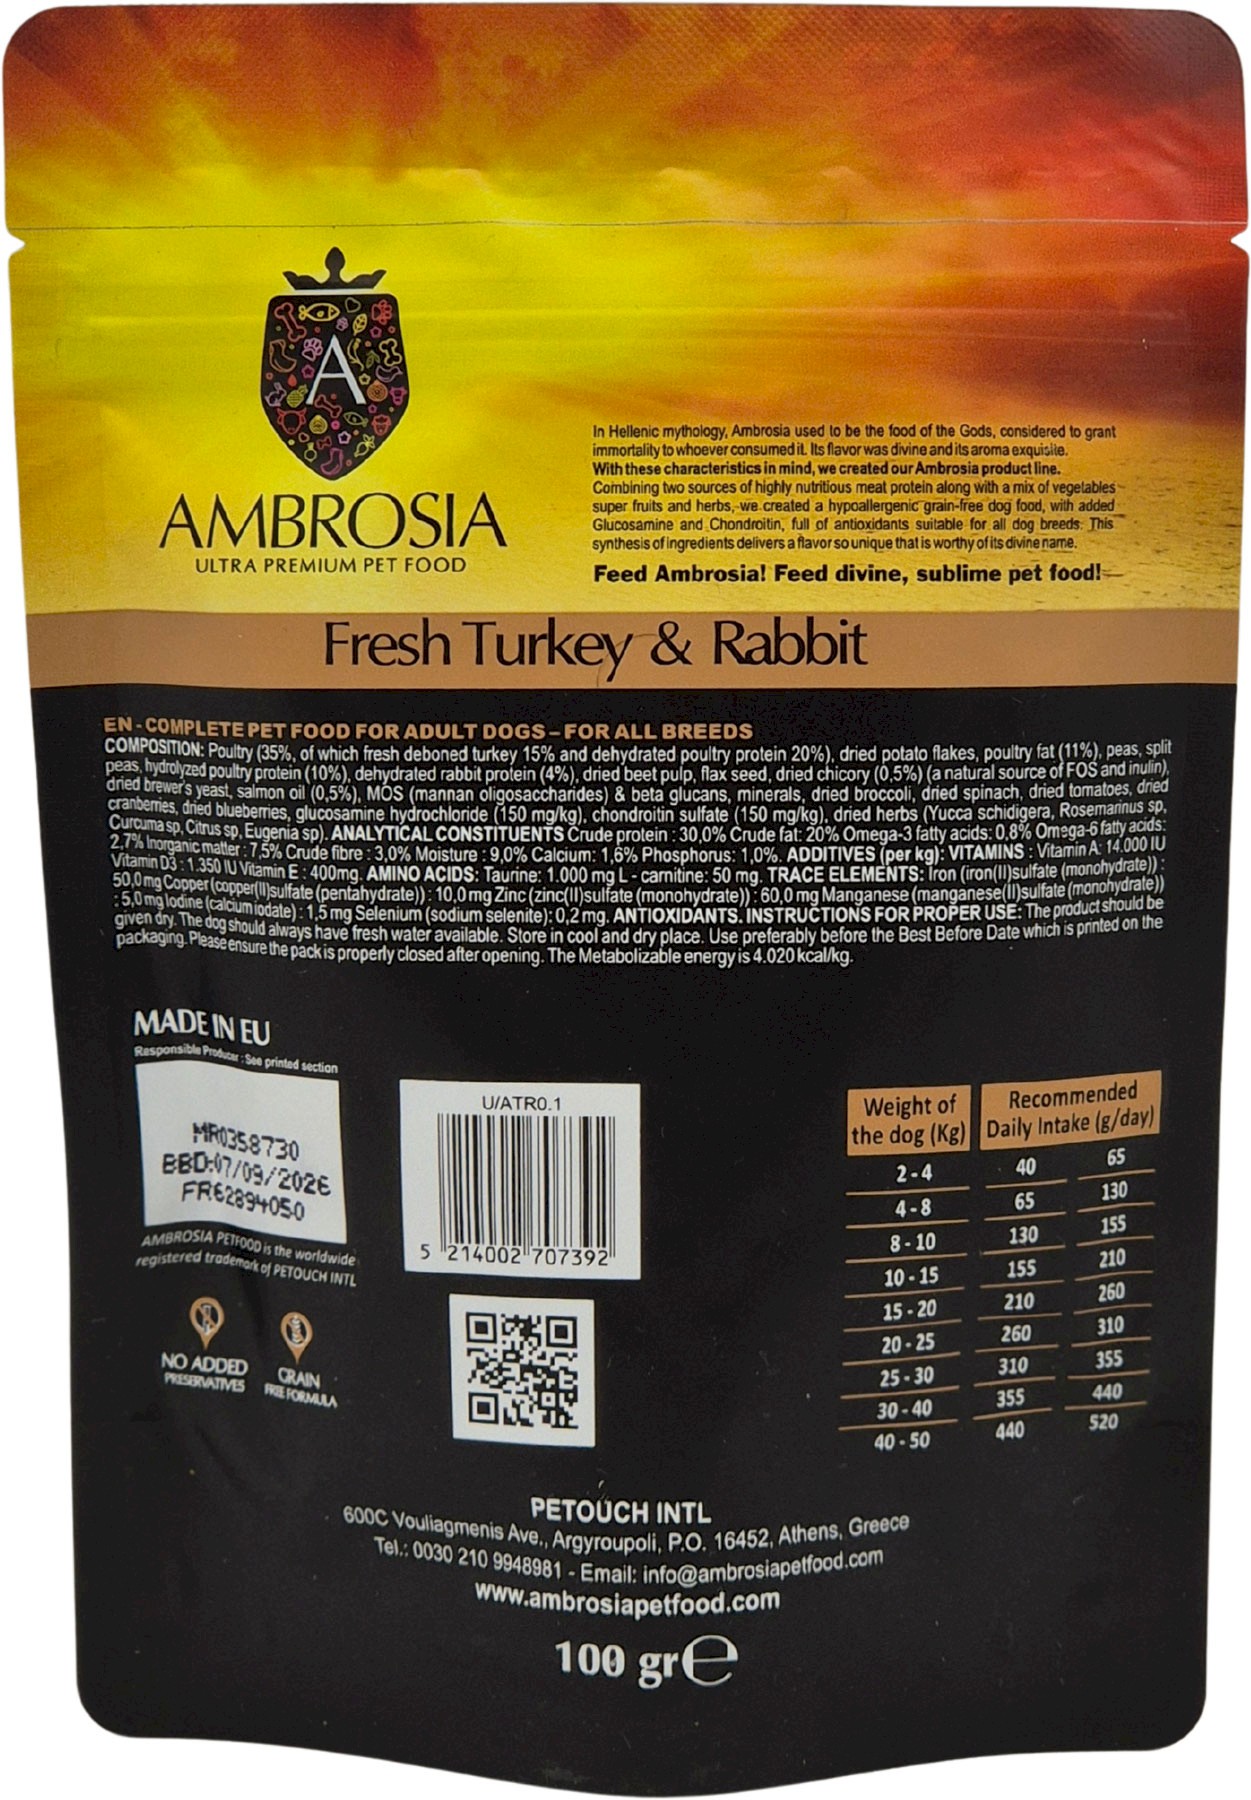 A
AMBROSIA
ULTRA PREMIUM PET FOOD
In Hellenic mythology, Ambrosia used to be the food of the Gods, considered to grant
immortality to whoever consumed it. Its flavor was divine and its aroma exquisite.
With these characteristics in mind, we created our Ambrosia product line.
Combining two sources of highly nutritious meat protein along with a mix of vegetables
super fruits and herbs, we created a hypoallergenic grain-free dog food, with added
Glucosamine and Chondroitin, full of antioxidants suitable for all dog breeds. This
synthesis of ingredients delivers a flavor so unique that is worthy of its divine name.
Feed Ambrosia! Feed divine, sublime pet food!
Fresh Turkey & Rabbit
EN - COMPLETE PET FOOD FOR ADULT DOGS – FOR ALL BREEDS
COMPOSITION: Poultry (35%, of which fresh deboned turkey 15% and dehydrated poultry protein 20%), dried potato flakes, poultry fat (11%), peas, split
peas, hydrolyzed poultry protein (10%), dehydrated rabbit protein (4%), dried beet pulp, flax seed, dried chicory (0,5%) (a natural source of FOS and inulin),
dried brewer's yeast, salmon oil (0,5%), MOS (mannan oligosaccharides) & beta glucans, minerals, dried broccoli, dried spinach, dried tomatoes, dried
cranberries, dried blueberries, glucosamine hydrochloride (150 mg/kg), chondroitin sulfate (150 mg/kg), dried herbs (Yucca schidigera, Rosemarinus sp,
Curcuma sp, Citrus sp, Eugenia sp). ANALYTICAL CONSTITUENTS Crude protein : 30,0% Crude fat: 20% Omega-3 fatty acids: 0,8% Omega-6 fatty acids:
2,7% Inorganic matter : 7,5% Crude fibre : 3,0% Moisture : 9,0% Calcium: 1,6% Phosphorus: 1,0%. ADDITIVES (per kg): VITAMINS : Vitamin A: 14.000 IU
Vitamin D3 : 1.350 IU Vitamin E : 400mg. AMINO ACIDS: Taurine: 1.000 mg L - carnitine: 50 mg. TRACE ELEMENTS: Iron (iron(II)sulfate (monohydrate)) :
50,0 mg Copper (copper(II)sulfate (pentahydrate)) : 10,0 mg Zinc (zinc(II)sulfate (monohydrate)) : 60,0 mg Manganese (manganese(II)sulfate (monohydrate))
: 5,0 mg Iodine (calcium iodate) : 1,5 mg Selenium (sodium selenite): 0,2 mg. ANTIOXIDANTS. INSTRUCTIONS FOR PROPER USE: The product should be
given dry. The dog should always have fresh water available. Store in cool and dry place. Use preferably before the Best Before Date which is printed on the
packaging. Please ensure the pack is properly closed after opening. The Metabolizable energy is 4.020 kcal/kg.
MADE IN EU
Responsible Producer : See printed section
MR0358730
BBD:07/09/2026
FR62894050
AMBROSIA PETFOOD is the worldwide
registered trademark of PETOUCH INTL
NO ADDED
PRESERVATIVES
GRAIN
FREE FORMULA
U/ATR0.1
5 214002 707392
Weight of the dog (Kg) Recommended Daily Intake (g/day)
2 - 4 40 65
4 - 8 65 130
8 - 10 130 155
10 - 15 155 210
15 - 20 210 260
20 - 25 260 310
25 - 30 310 355
30 - 40 355 440
40 - 50 440 520
PETOUCH INTL
600C Vouliagmenis Ave., Argyroupoli, P.O. 16452, Athens, Greece
Tel.: 0030 210 9948981 - Email: info@ambrosiapetfood.com
www.ambrosiapetfood.com
100 gr℮